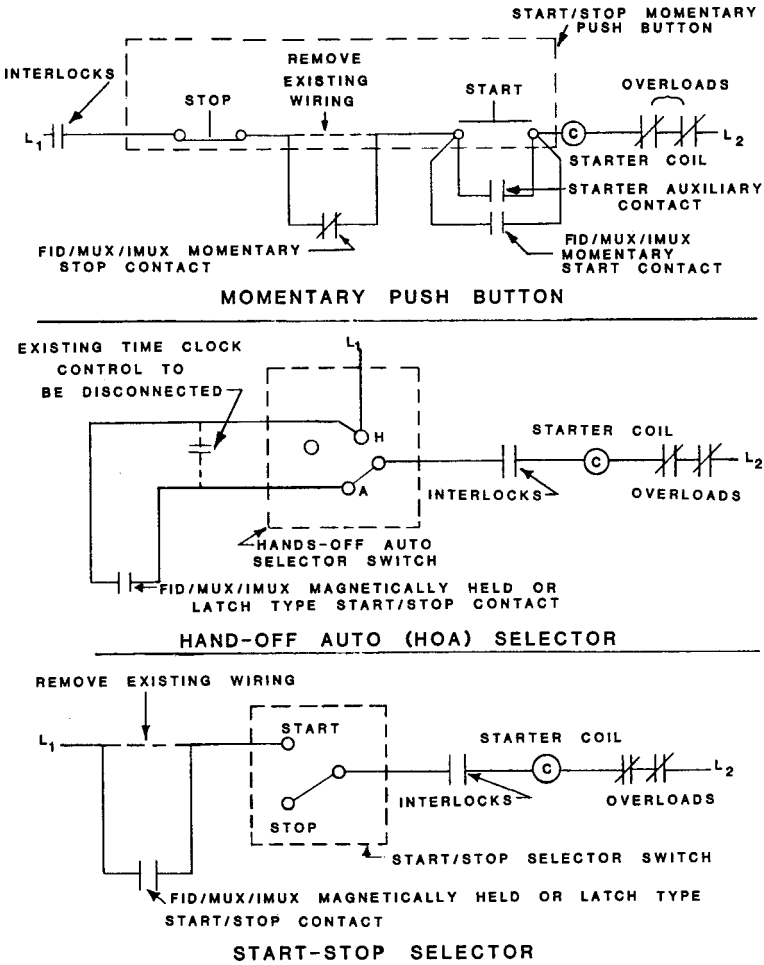 START/STOP MOMENTARY
PUSH BUTTON
INTERLOCKS
REMOVE
EXISTING
WIRING
STOP
START
OVERLOADS
L1
C
L2
STARTER COIL
STARTER AUXILIARY
CONTACT
FID/MUX/IMUX MOMENTARY
STOP CONTACT
FID/MUX/IMUX
MOMENTARY
START CONTACT
MOMENTARY PUSH BUTTON
EXISTING TIME CLOCK
CONTROL TO
BE DISCONNECTED
L1
H
A
STARTER COIL
C
L2
INTERLOCKS
OVERLOADS
HANDS-OFF AUTO
SELECTOR SWITCH
FID/MUX/IMUX MAGNETICALLY HELD OR
LATCH TYPE START/STOP CONTACT
HAND-OFF AUTO (HOA) SELECTOR
REMOVE EXISTING WIRING
L1
START
STARTER COIL
C
L2
INTERLOCKS
OVERLOADS
STOP
START/STOP SELECTOR SWITCH
FID/MUX/IMUX MAGNETICALLY HELD OR LATCH TYPE
START/STOP CONTACT
START-STOP SELECTOR